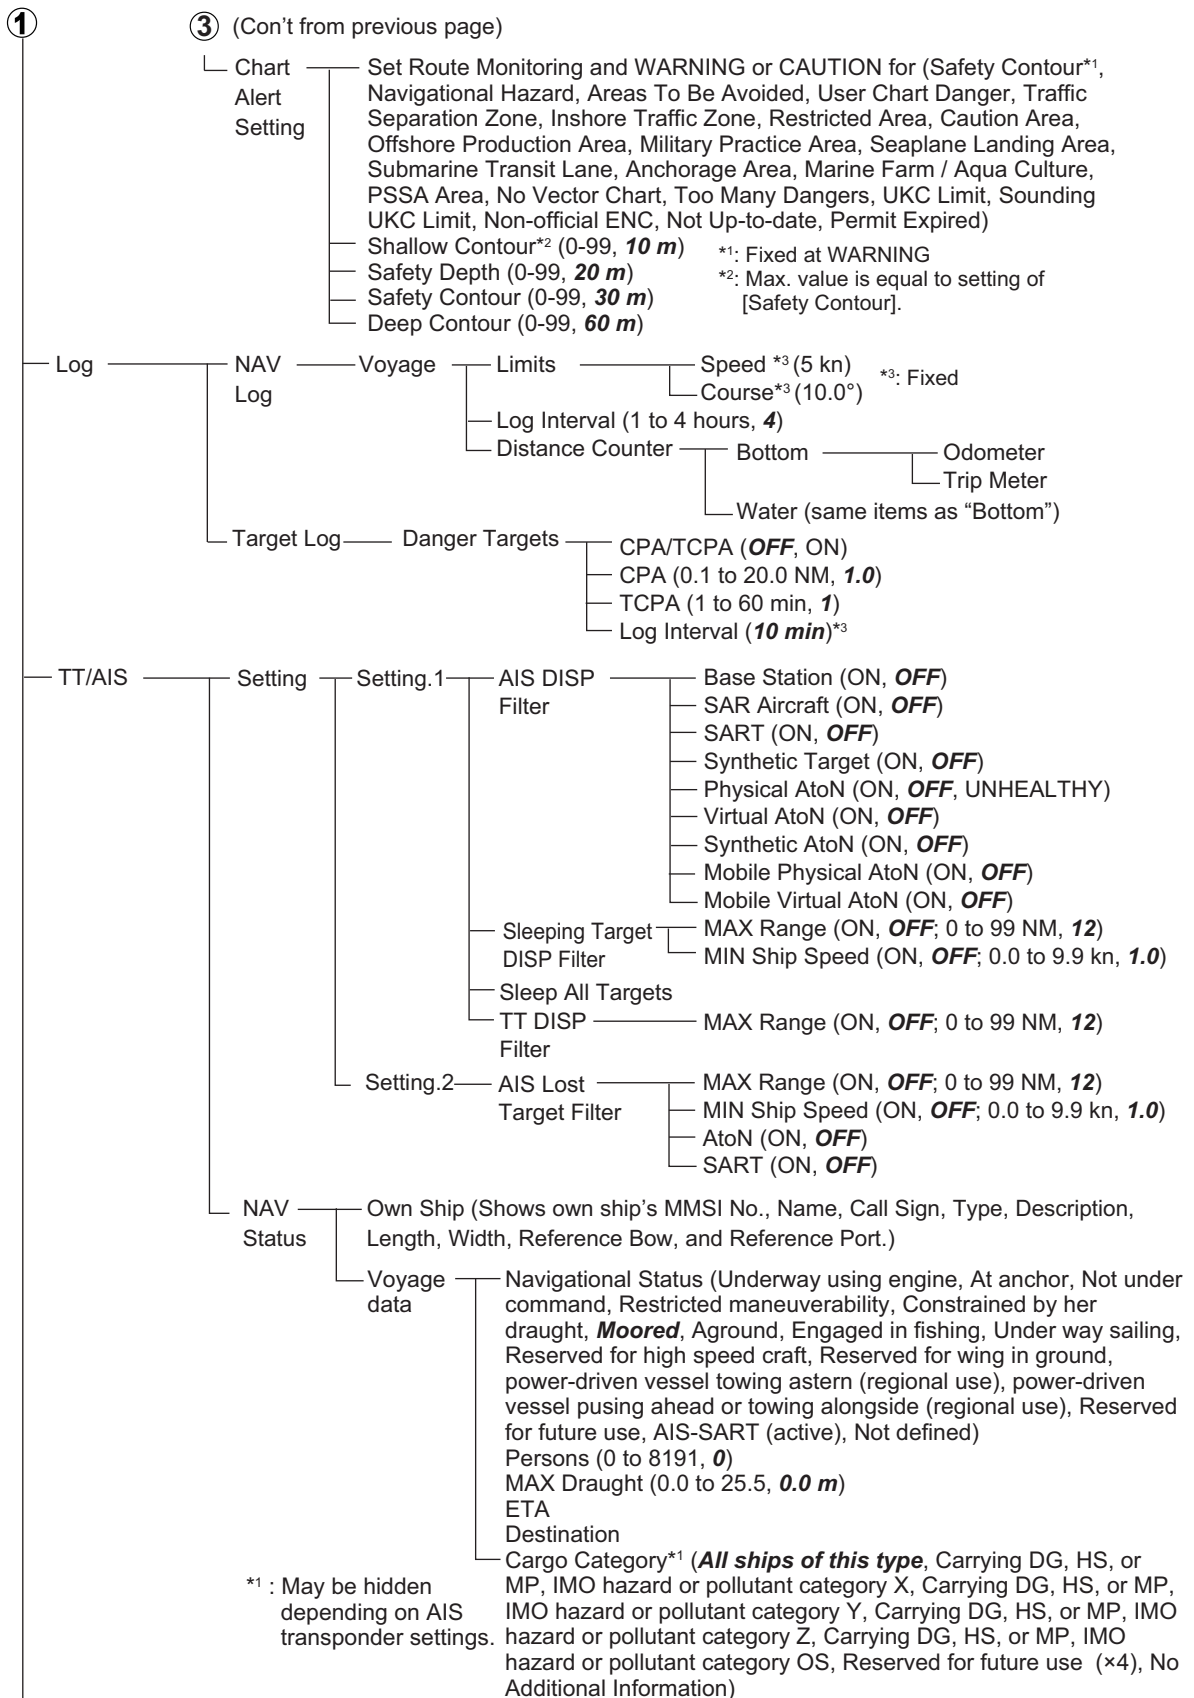 1
3 (Con't from previous page)
Chart Alert Setting
Set Route Monitoring and WARNING or CAUTION for (Safety Contour*1,
Navigational Hazard, Areas To Be Avoided, User Chart Danger, Traffic
Separation Zone, Inshore Traffic Zone, Restricted Area, Caution Area,
Offshore Production Area, Military Practice Area, Seaplane Landing Area,
Submarine Transit Lane, Anchorage Area, Marine Farm / Aqua Culture,
PSSA Area, No Vector Chart, Too Many Dangers, UKC Limit, Sounding
UKC Limit, Non-official ENC, Not Up-to-date, Permit Expired)
Shallow Contour*2 (0-99, 10 m)
Safety Depth (0-99, 20 m)
Safety Contour (0-99, 30 m)
Deep Contour (0-99, 60 m)
*1: Fixed at WARNING
*2: Max. value is equal to setting of
[Safety Contour].
Log
NAV
Log
Voyage
Limits
Speed *3 (5 kn)
Course*3 (10.0°)
*3: Fixed
Log Interval (1 to 4 hours, 4)
Distance Counter
Bottom
Odometer
Trip Meter
Water (same items as “Bottom”)
Target Log
Danger Targets
CPA/TCPA (OFF, ON)
CPA (0.1 to 20.0 NM, 1.0)
TCPA (1 to 60 min, 1)
Log Interval (10 min)*3
TT/AIS
Setting
Setting.1
AIS DISP
Filter
Base Station (ON, OFF)
SAR Aircraft (ON, OFF)
SART (ON, OFF)
Synthetic Target (ON, OFF)
Physical AtoN (ON, OFF, UNHEALTHY)
Virtual AtoN (ON, OFF)
Synthetic AtoN (ON, OFF)
Mobile Physical AtoN (ON, OFF)
Mobile Virtual AtoN (ON, OFF)
Sleeping Target
DISP Filter
MAX Range (ON, OFF; 0 to 99 NM, 12)
MIN Ship Speed (ON, OFF; 0.0 to 9.9 kn, 1.0)
Sleep All Targets
TT DISP
Filter
MAX Range (ON, OFF; 0 to 99 NM, 12)
Setting.2
AIS Lost
Target Filter
MAX Range (ON, OFF; 0 to 99 NM, 12)
MIN Ship Speed (ON, OFF; 0.0 to 9.9 kn, 1.0)
AtoN (ON, OFF)
SART (ON, OFF)
NAV
Status
Own Ship (Shows own ship’s MMSI No., Name, Call Sign, Type, Description,
Length, Width, Reference Bow, and Reference Port.)
Voyage
data
Navigational Status (Underway using engine, At anchor, Not under
command, Restricted maneuverability, Constrained by her
draught, Moored, Aground, Engaged in fishing, Under way sailing,
Reserved for high speed craft, Reserved for wing in ground,
power-driven vessel towing astern (regional use), power-driven
vessel pusing ahead or towing alongside (regional use), Reserved
for future use, AIS-SART (active), Not defined)
Persons (0 to 8191, 0)
MAX Draught (0.0 to 25.5, 0.0 m)
ETA
Destination
Cargo Category*1 (All ships of this type, Carrying DG, HS, or
MP, IMO hazard or pollutant category X, Carrying DG, HS, or MP,
IMO hazard or pollutant category Y, Carrying DG, HS, or MP, IMO
hazard or pollutant category Z, Carrying DG, HS, or MP, IMO
hazard or pollutant category OS, Reserved for future use (×4), No
Additional Information)
*1 : May be hidden
depending on AIS
transponder settings.